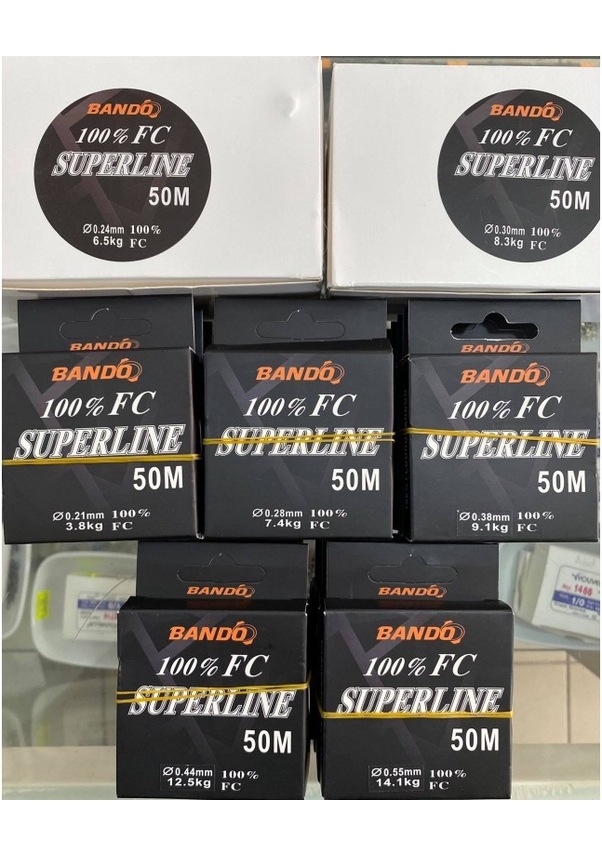 BANDO
100% FC
SUPERLINE
50M
Ø0.24mm 100%
6.5kg FC
BANDO
100% FC
SUPERLINE
50M
Ø0.30mm 100%
8.3kg FC
BANDO
BANDO
100% FC
SUPERLINE
50M
Ø0.21mm 100%
3.8kg FC
BANDO
100% FC
SUPERLINE
50M
Ø0.28mm 100%
7.4kg FC
BANDO
BANDO
100% FC
SUPERLINE
50M
Ø0.38mm 100%
9.1kg FC
BANDO
BANDO
100% FC
SUPERLINE
50M
Ø0.44mm 100%
12.5kg FC
BANDO
BANDO
100% FC
SUPERLINE
50M
Ø0.55mm 100%
14.1kg FC
1466
1/0